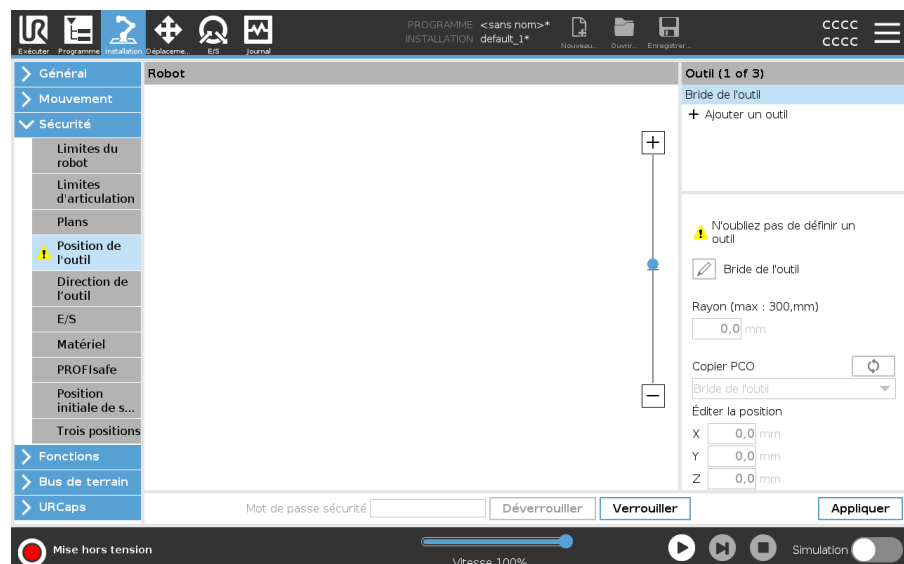 PROGRAMME <sans nom>*
INSTALLATION default_1*
CCCC
CCCC
Exécuter
Programme
Installation
Déplaceme...
E/S
Journal
Nouveau...
Ouvrir...
Enregistrer...
Général
Mouvement
Sécurité
Limites du
robot
Limites
d'articulation
Plans
Position de
l'outil
Direction de
l'outil
E/S
Matériel
PROFIsafe
Position
initiale de s...
Trois positions
Fonctions
Bus de terrain
URCaps
Robot
Outil (1 of 3)
Bride de l'outil
+ Ajouter un outil
N'oubliez pas de définir un
outil
Bride de l'outil
Rayon (max : 300,mm)
0,0 mm
Copier PCO
Bride de l'outil
Éditer la position
X 0,0 mm
Y 0,0 mm
Z 0,0 mm
Mot de passe sécurité
Déverrouiller
Verrouiller
Appliquer
Mise hors tension
Vitesse 100%
Simulation